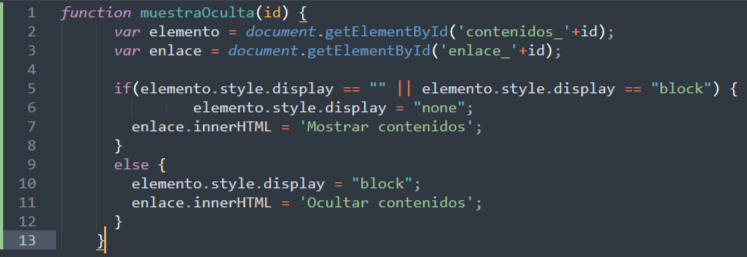 1 function muestraOculta(id) {
2 var elemento = document.getElementById('contenidos_'+id);
3 var enlace = document.getElementById('enlace_'+id);
4
5 if(elemento.style.display == "" || elemento.style.display == "block") {
6 elemento.style.display = "none";
7 enlace.innerHTML = 'Mostrar contenidos';
8 }
9 else {
10 elemento.style.display = "block";
11 enlace.innerHTML = 'Ocultar contenidos';
12 }
13 }